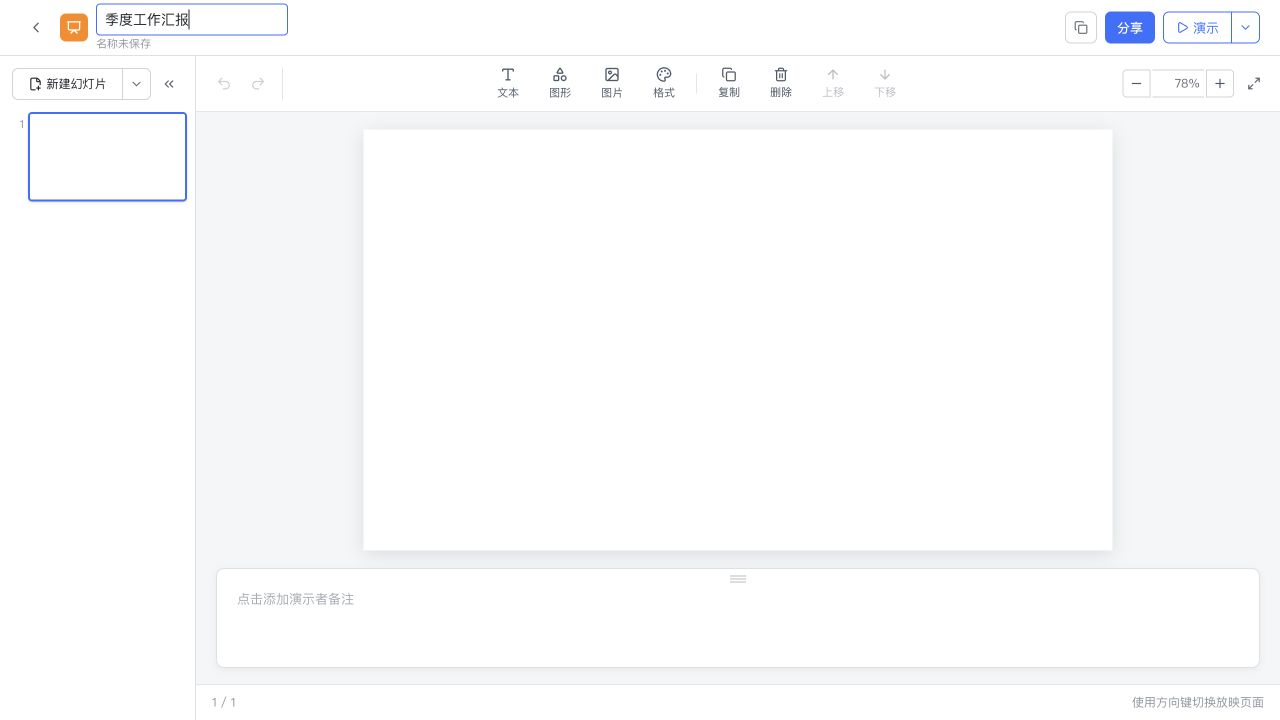 季度工作汇报
名称未保存
分享
演示
新建幻灯片
文本
图形
图片
格式
复制
删除
上移
下移
78%
1
点击添加演示者备注
1 / 1
使用方向键切换放映页面